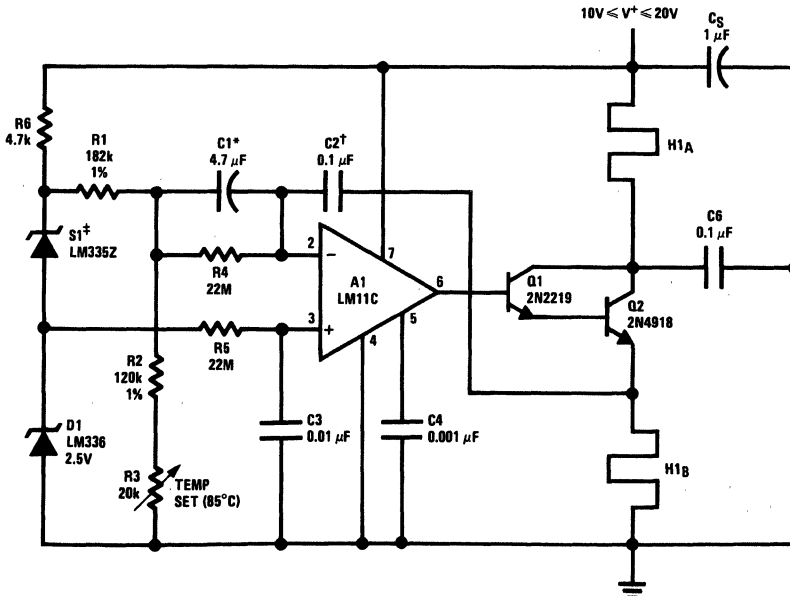 10V ≤ V⁺ ≤ 20V
CS
1 μF
R6
4.7k
R1
182k
1%
C1*
4.7 μF
C2†
0.1 μF
H1A
S1‡
LM335Z
R4
22M
2
−
7
A1
LM11C
6
Q1
2N2219
C6
0.1 μF
Q2
2N4918
3
+
4
5
R5
22M
R2
120k
1%
D1
LM336
2.5V
C3
0.01 μF
C4
0.001 μF
H1B
R3
20k
TEMP
SET (85°C)